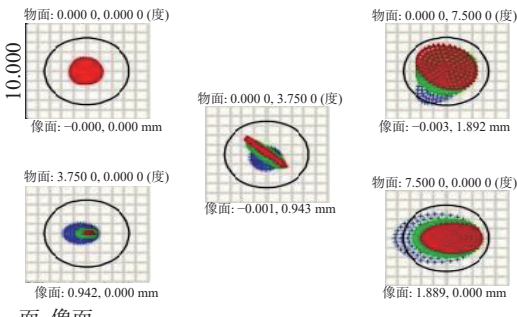 物面: 0.000 0, 0.000 0 (度)
10.000
像面: −0.000, 0.000 mm
物面: 0.000 0, 7.500 0 (度)
像面: −0.003, 1.892 mm
物面: 0.000 0, 3.750 0 (度)
像面: −0.001, 0.943 mm
物面: 3.750 0, 0.000 0 (度)
像面: 0.942, 0.000 mm
物面: 7.500 0, 0.000 0 (度)
像面: 1.889, 0.000 mm
面: 像面